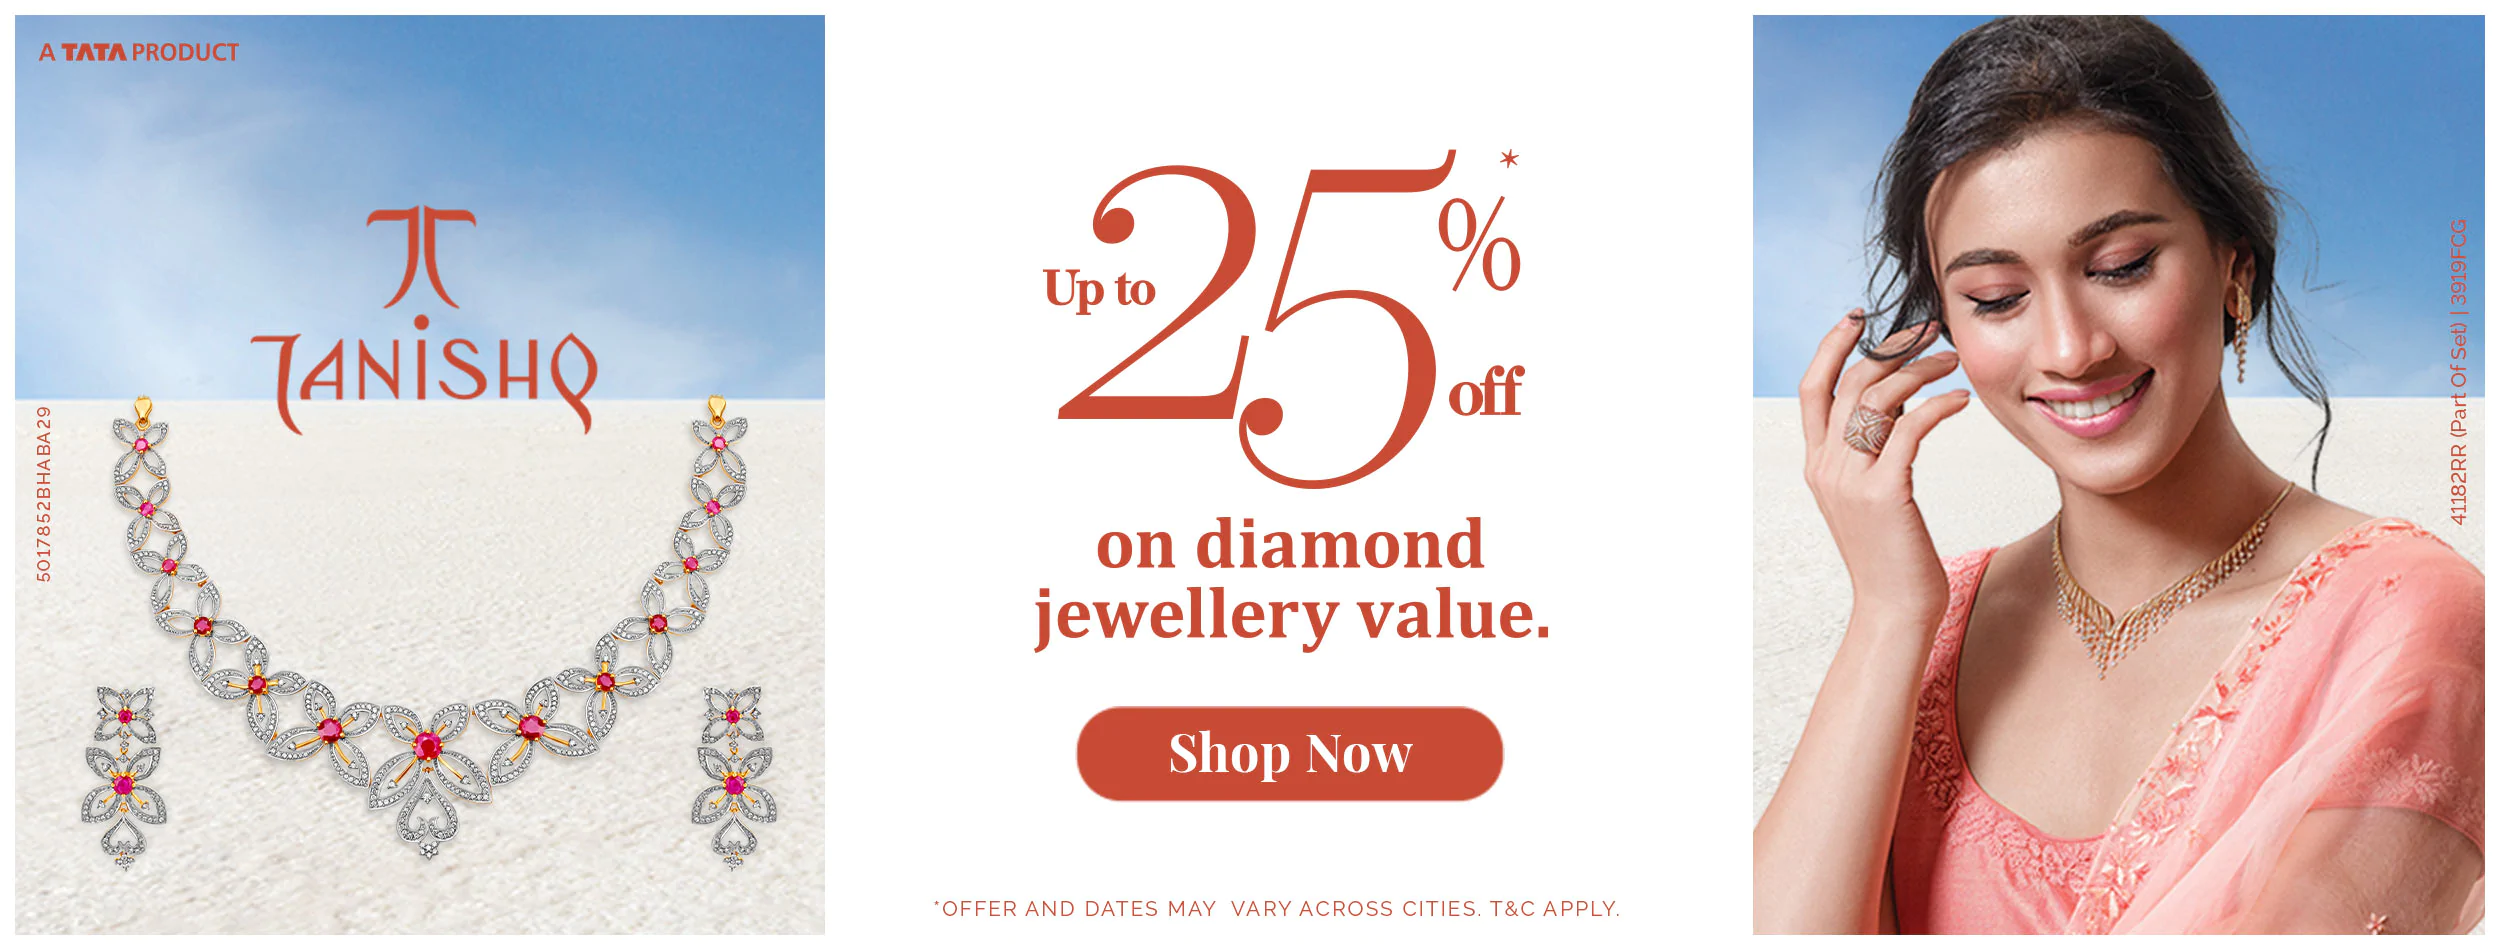 A TATA PRODUCT
TANISHQ
5017852BHABA29
Up to 25%* off
on diamond
jewellery value.
Shop Now
*OFFER AND DATES MAY VARY ACROSS CITIES. T&C APPLY.
41182RR (Part Of Set) | 3919FCG